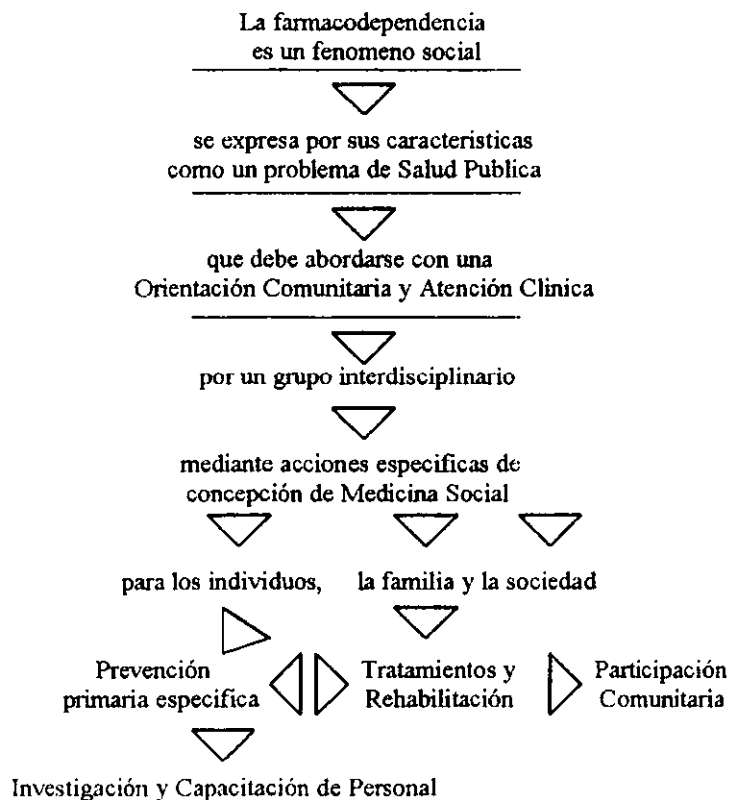 La farmacodependencia
es un fenomeno social
se expresa por sus características
como un problema de Salud Publica
que debe abordarse con una
Orientación Comunitaria y Atención Clinica
por un grupo interdisciplinario
mediante acciones especificas de
concepción de Medicina Social
para los individuos, la familia y la sociedad
Prevención Tratamientos y Participación
primaria especifica Rehabilitación Comunitaria
Investigación y Capacitación de Personal